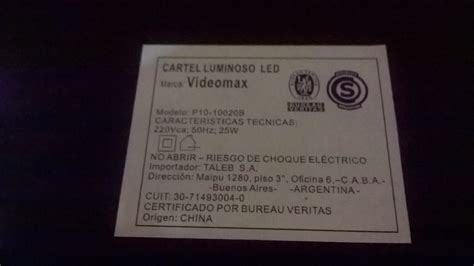 CARTEL LUMINOSO LED
Marca: Videomax
Modelo: P10-10020B
CARACTERISTICAS TECNICAS:
220Vca; 50Hz; 25W
BUREAU
VERITAS
S
NO ABRIR – RIESGO DE CHOQUE ELÉCTRICO
Importador: TALEB S.A.
Dirección: Maipu 1280, piso 3", Oficina 6,–C.A.B.A.
-Buenos Aires- -ARGENTINA-
CUIT: 30-71493004-0
CERTIFICADO POR BUREAU VERITAS
Origen: CHINA